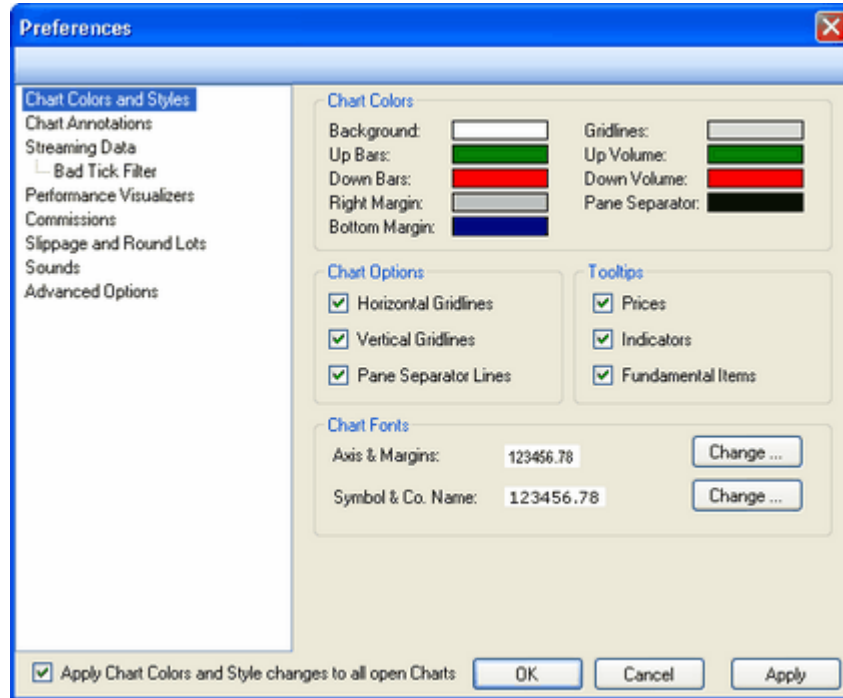 Preferences
Chart Colors and Styles
Chart Annotations
Streaming Data
Bad Tick Filter
Performance Visualizers
Commissions
Slippage and Round Lots
Sounds
Advanced Options
Chart Colors
Background:
Up Bars:
Down Bars:
Right Margin:
Bottom Margin:
Gridlines:
Up Volume:
Down Volume:
Pane Separator:
Chart Options
Horizontal Gridlines
Vertical Gridlines
Pane Separator Lines
Tooltips
Prices
Indicators
Fundamental Items
Chart Fonts
Axis & Margins: 123456.78 Change ...
Symbol & Co. Name: 123456.78 Change ...
Apply Chart Colors and Style changes to all open Charts
OK Cancel Apply